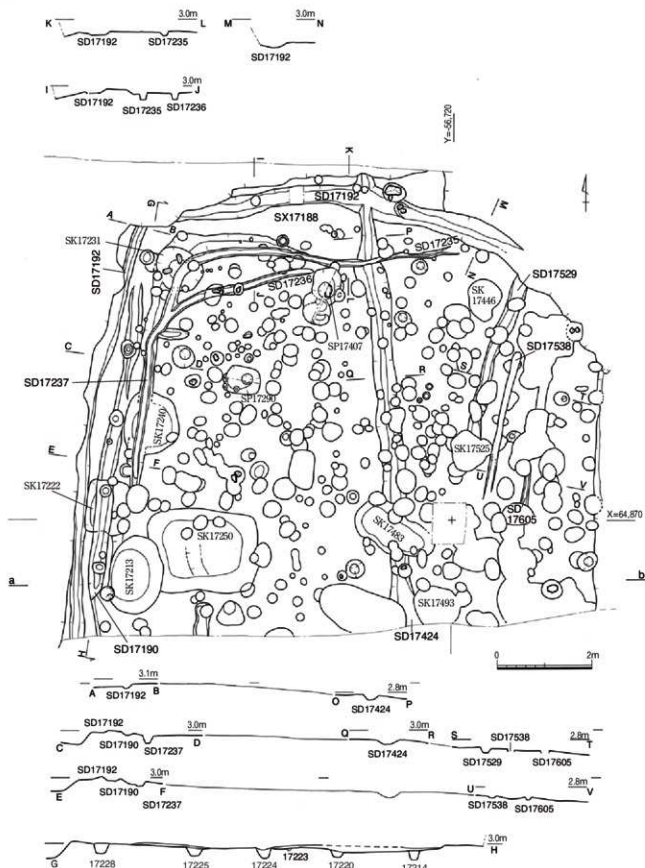 K 3.0m L
SD17192 SD17235
M 3.0m N
SD17192
I 3.0m J
SD17192 SD17235 SD17236
Y=-56,720
K
I
G
M
SD17192
SX17188
A
B
P
SK17231
SD17235
SD17192
N
SD17529
SD17236
SK
17446
J
L
SD17538
SP17407
C
D
Q
R
S
T
SD17237
SP17290
SK17240
E
F
SK17525
U
V
SK17222
SD
17605
X=64,870
SK17483
SK17250
a
SK17213
b
SK17493
SD17190
H
SD17424
0 2m
A 3.1m B
SD17192
O 2.8m P
SD17424
SD17192
C 3.0m D
SD17190 SD17237
Q 3.0m R
SD17424
S SD17538 2.8m T
SD17529 SD17605
SD17192
E 3.0m F
SD17190
SD17237
U 2.8m V
SD17538 SD17605
3.0m
G H
17228 17225 17224 17223 17220 17214